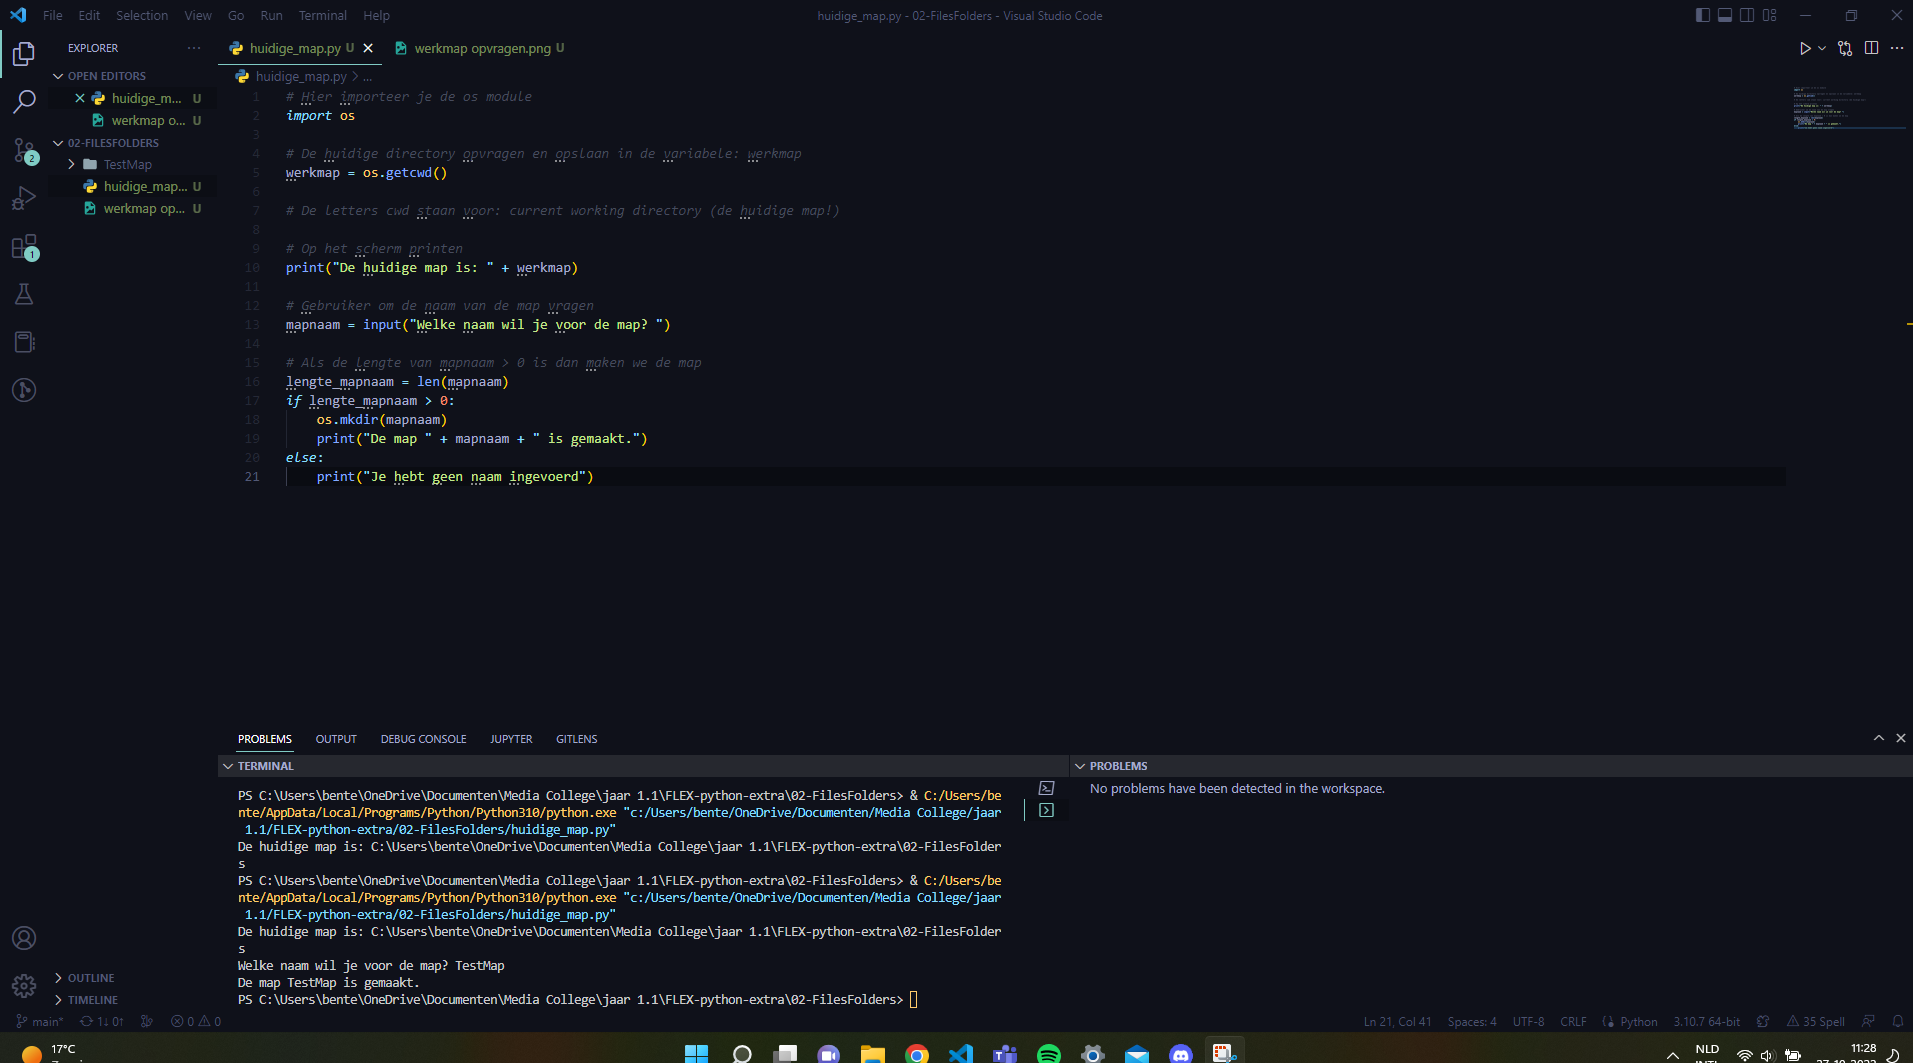 File Edit Selection View Go Run Terminal Help
huidige_map.py - 02-FilesFolders - Visual Studio Code
EXPLORER
OPEN EDITORS
huidige_m... U
werkmap o... U
02-FILESFOLDERS
TestMap
huidige_map... U
werkmap op... U
OUTLINE
TIMELINE
2
1
huidige_map.py U
werkmap opvragen.png U
huidige_map.py > ...
1 # Hier importeer je de os module
2 import os
3
4 # De huidige directory opvragen en opslaan in de variabele: werkmap
5 werkmap = os.getcwd()
6
7 # De letters cwd staan voor: current working directory (de huidige map!)
8
9 # Op het scherm printen
10 print("De huidige map is: " + werkmap)
11
12 # Gebruiker om de naam van de map vragen
13 mapnaam = input("Welke naam wil je voor de map? ")
14
15 # Als de lengte van mapnaam > 0 is dan maken we de map
16 lengte_mapnaam = len(mapnaam)
17 if lengte_mapnaam > 0:
18 os.mkdir(mapnaam)
19 print("De map " + mapnaam + " is gemaakt.")
20 else:
21 print("Je hebt geen naam ingevoerd")
PROBLEMS OUTPUT DEBUG CONSOLE JUPYTER GITLENS
TERMINAL
PS C:\Users\bente\OneDrive\Documenten\Media College\jaar 1.1\FLEX-python-extra\02-FilesFolders> & C:/Users/be
nte/AppData/Local/Programs/Python/Python310/python.exe "c:/Users/bente/OneDrive/Documenten/Media College/jaar
1.1/FLEX-python-extra/02-FilesFolders/huidige_map.py"
De huidige map is: C:\Users\bente\OneDrive\Documenten\Media College\jaar 1.1\FLEX-python-extra\02-FilesFolder
s
PS C:\Users\bente\OneDrive\Documenten\Media College\jaar 1.1\FLEX-python-extra\02-FilesFolders> & C:/Users/be
nte/AppData/Local/Programs/Python/Python310/python.exe "c:/Users/bente/OneDrive/Documenten/Media College/jaar
1.1/FLEX-python-extra/02-FilesFolders/huidige_map.py"
De huidige map is: C:\Users\bente\OneDrive\Documenten\Media College\jaar 1.1\FLEX-python-extra\02-FilesFolder
s
Welke naam wil je voor de map? TestMap
De map TestMap is gemaakt.
PS C:\Users\bente\OneDrive\Documenten\Media College\jaar 1.1\FLEX-python-extra\02-FilesFolders>
PROBLEMS
No problems have been detected in the workspace.
main* 1↓ 0↑ 0 0
Ln 21, Col 41 Spaces: 4 UTF-8 CRLF Python 3.10.7 64-bit 35 Spell
17°C
NLD
11:28